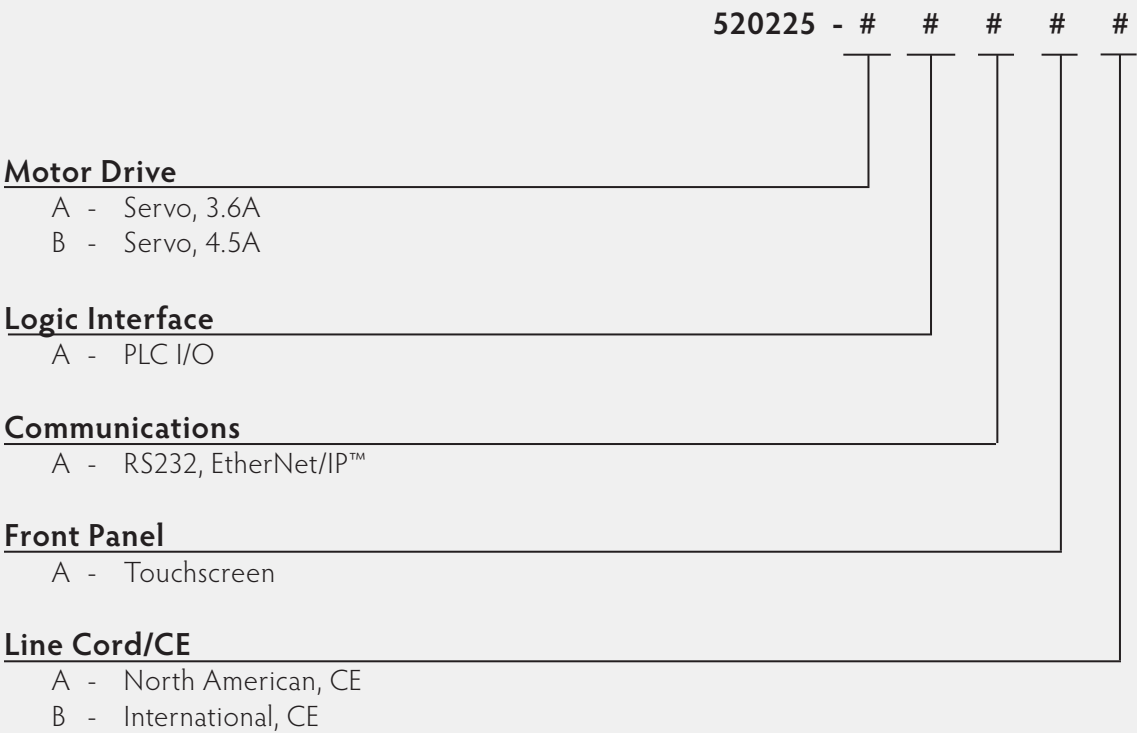 520225 - # # # # #
Motor Drive
A - Servo, 3.6A
B - Servo, 4.5A
Logic Interface
A - PLC I/O
Communications
A - RS232, EtherNet/IP™
Front Panel
A - Touchscreen
Line Cord/CE
A - North American, CE
B - International, CE